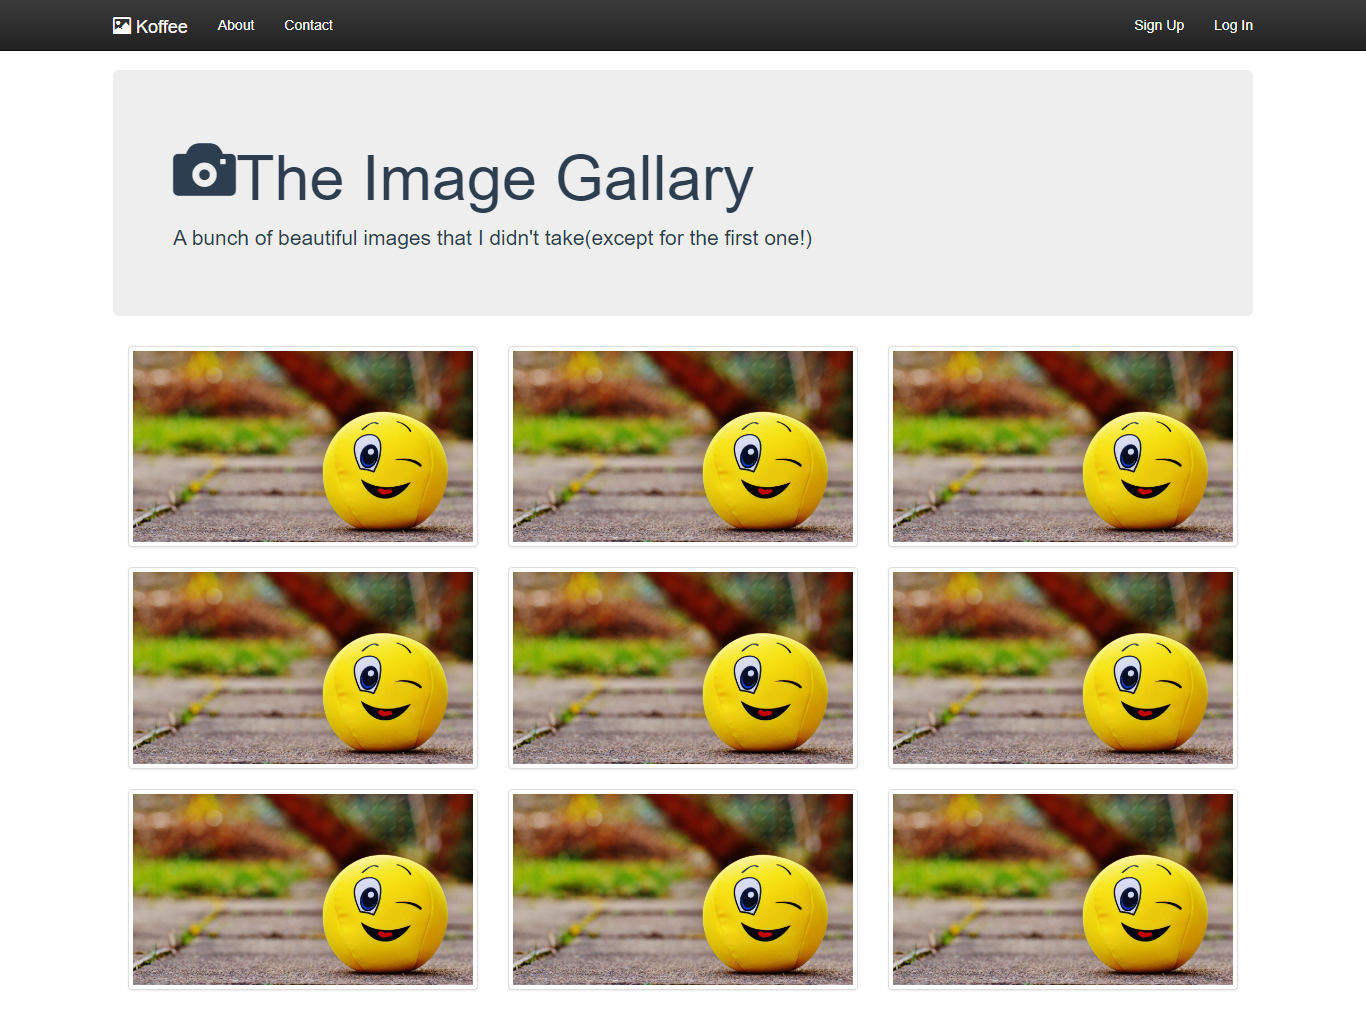 Koffee
About
Contact
Sign Up
Log In
The Image Gallary
A bunch of beautiful images that I didn't take(except for the first one!)